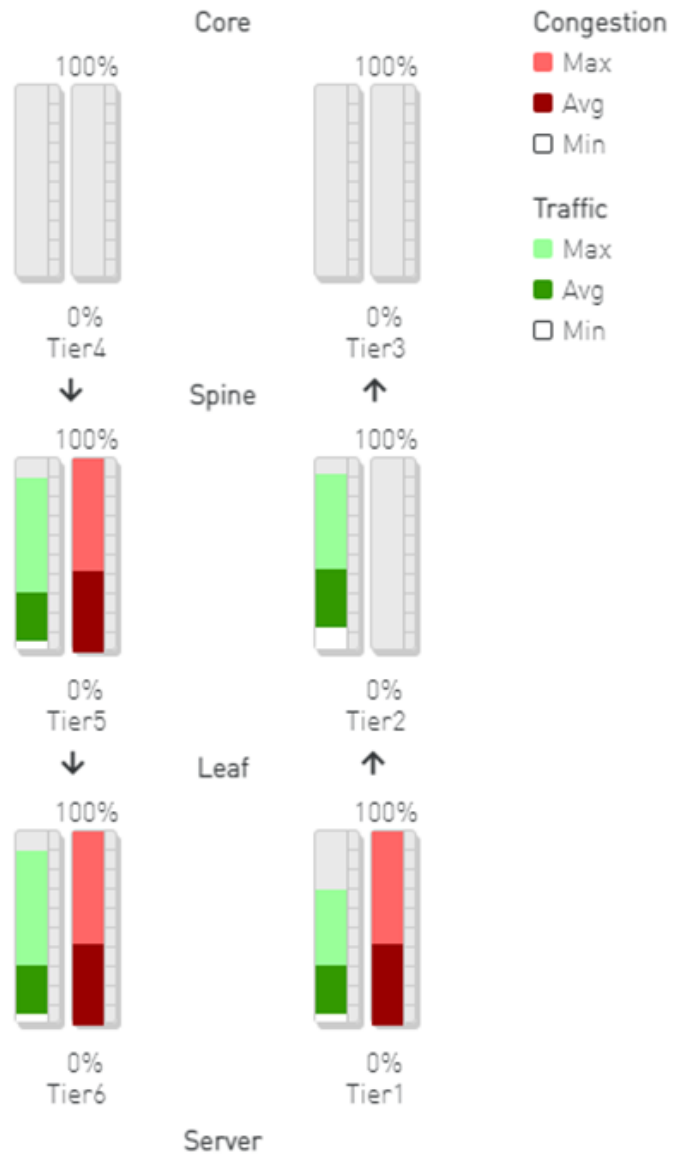 Core
Congestion
100%
100%
Max
Avg
Min
Traffic
Max
Avg
Min
0%
0%
Tier4
Tier3
↓
Spine
↑
100%
100%
0%
0%
Tier5
Tier2
↓
Leaf
↑
100%
100%
0%
0%
Tier6
Tier1
Server